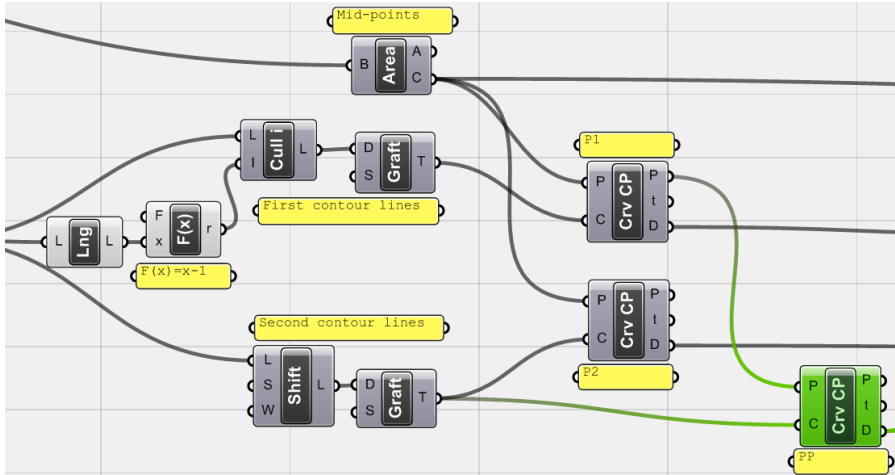 Mid-points
B Area A C
L I Cull i L
D S Graft T
First contour lines
L Lng L
F x F(x) r
F(x)=x-1
P1
P C Crv CP P t D
Second contour lines
L S W Shift L
D S Graft T
P C Crv CP P t D
P2
P C Crv CP P t D
PP